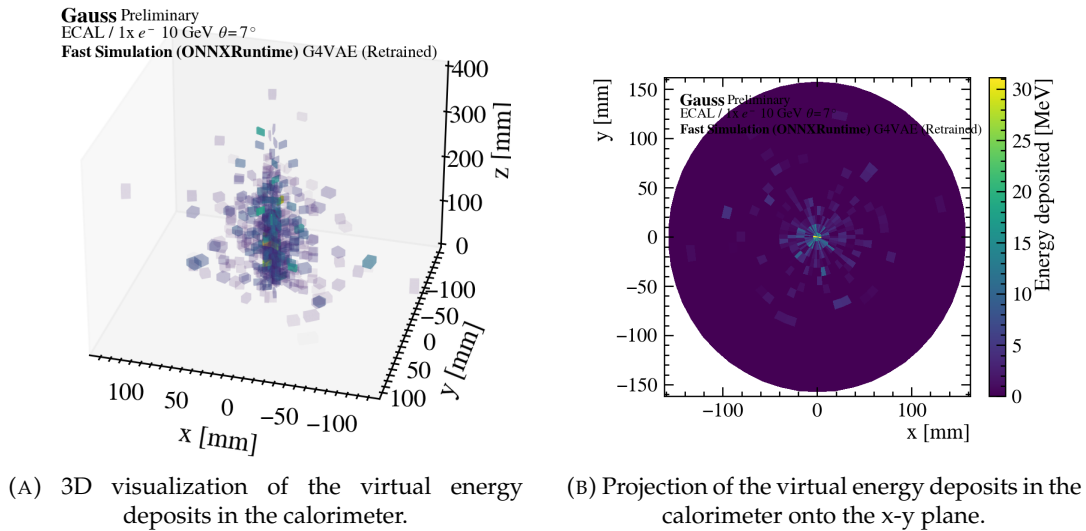 Gauss Preliminary
ECAL / 1x e⁻ 10 GeV θ = 7°
Fast Simulation (ONNXRuntime) G4VAE (Retrained)
400
300
200
100
0
z [mm]
−100
−50
0
50
100
y [mm]
100
50
0
−50
−100
x [mm]
(A) 3D visualization of the virtual energy
deposits in the calorimeter.
Gauss Preliminary
ECAL / 1x e⁻ 10 GeV θ = 7°
Fast Simulation (ONNXRuntime) G4VAE (Retrained)
y [mm]
150
100
50
0
−50
−100
−150
−100
0
100
x [mm]
30
25
20
15
10
5
0
Energy deposited [MeV]
(B) Projection of the virtual energy deposits in the
calorimeter onto the x-y plane.